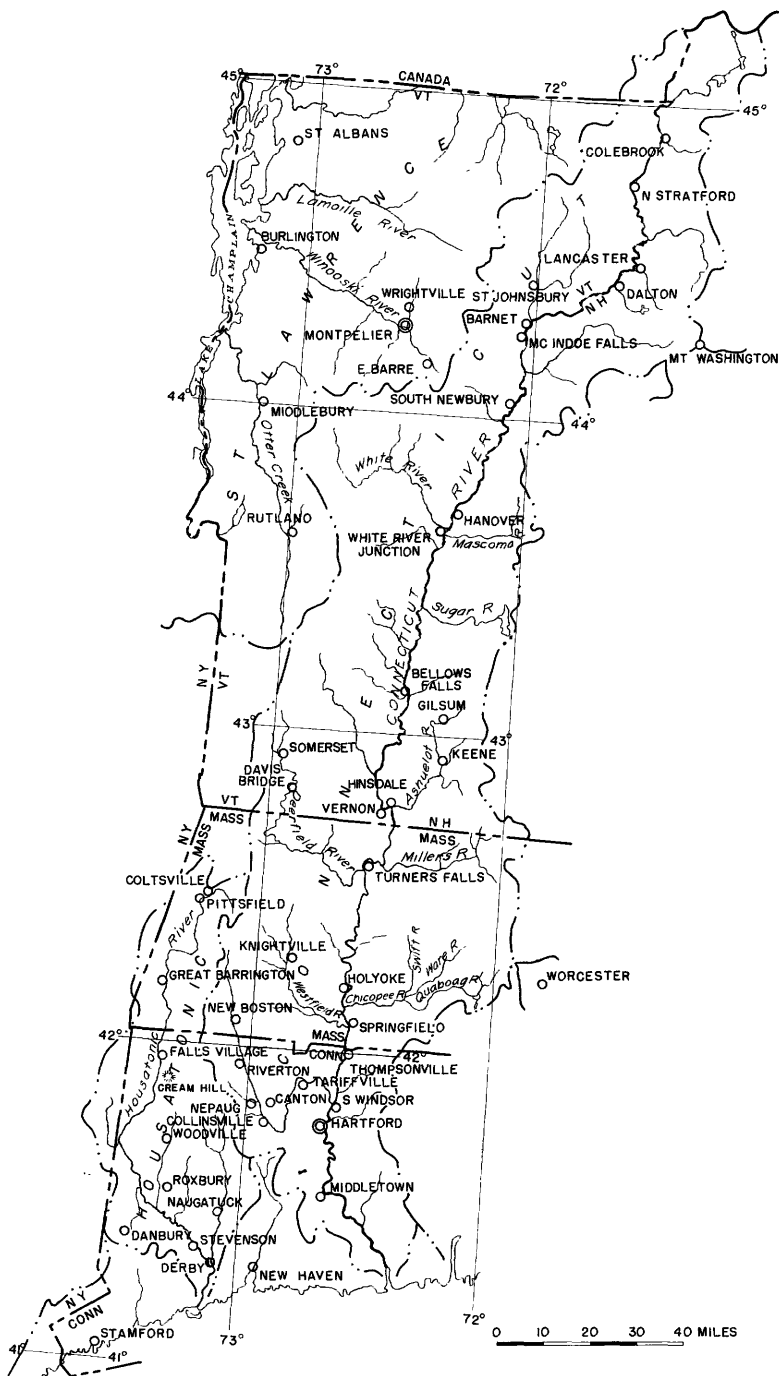 45°
73°
CANADA
VT
72°
45°
ST ALBANS
COLEBROOK
N STRATFORD
Lamoille River
BURLINGTON
LANCASTER
Winooski River
WRIGHTVILLE
ST JOHNSBURY
VT
NH
DALTON
LAKE CHAMPLAIN
MONTPELIER
BARNET
MC INDOE FALLS
MT WASHINGTON
E BARRE
44°
MIDDLEBURY
SOUTH NEWBURY
44°
Otter Creek
White River
ST LAWRENCE
RUTLAND
HANOVER
WHITE RIVER
JUNCTION
Mascoma R
Sugar R
CONNECTICUT RIVER
NY
VT
BELLOWS
FALLS
GILSUM
43°
43°
SOMERSET
KEENE
Ashuelot R
DAVIS
BRIDGE
HINSDALE
VERNON
VT
MASS
NH
MASS
NY
MASS
Deerfield River
Millers R
TURNERS FALLS
COLTSVILLE
PITTSFIELD
KNIGHTVILLE
Swift R
Ware R
GREAT BARRINGTON
HOLYOKE
WORCESTER
Westfield R
Chicopee R
Quaboag R
NEW BOSTON
SPRINGFIELD
42°
MASS
CONN
42°
FALLS VILLAGE
RIVERTON
THOMPSONVILLE
CREAM HILL
TARIFFVILLE
Housatonic River
NEPAUG
CANTON
S WINDSOR
COLLINSVILLE
HARTFORD
WOODVILLE
CONNECTICUT
HOUSATONIC
ROXBURY
MIDDLETOWN
NAUGATUCK
DANBURY
STEVENSON
DERBY
NEW HAVEN
NY
CONN
STAMFORD
41°
41°
73°
72°
0 10 20 30 40 MILES